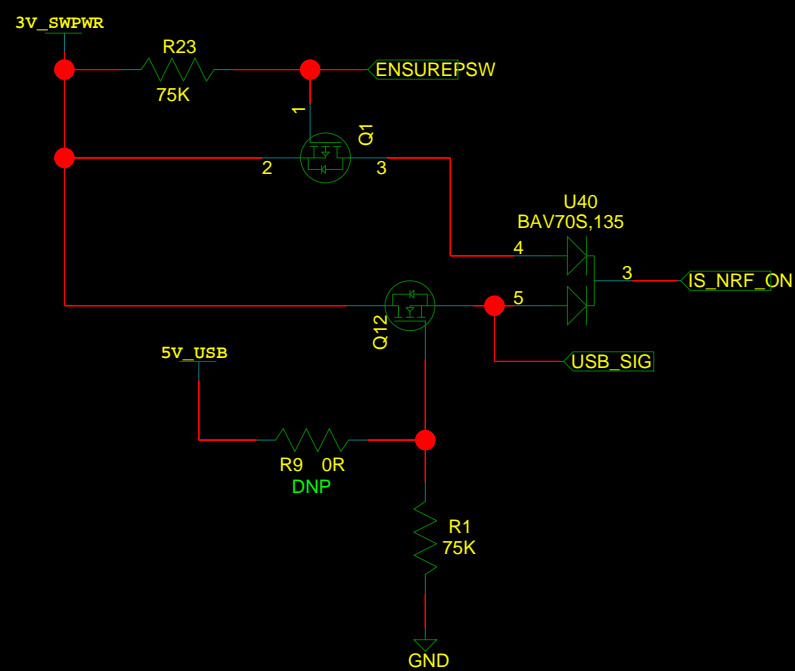 3V_SWPWR
R23
75K
ENSUREPSW
1
Q1
2
3
U40
BAV70S,135
4
3
IS_NRF_ON
5
Q12
5V_USB
USB_SIG
R9 0R
DNP
R1
75K
GND